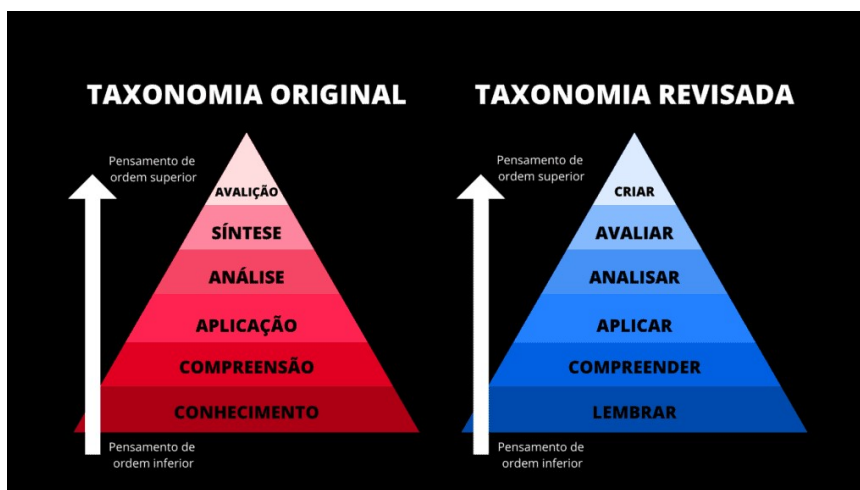 TAXONOMIA ORIGINAL
Pensamento de
ordem superior
AVALIÇÃO
SÍNTESE
ANÁLISE
APLICAÇÃO
COMPREENSÃO
CONHECIMENTO
Pensamento de
ordem inferior
TAXONOMIA REVISADA
Pensamento de
ordem superior
CRIAR
AVALIAR
ANALISAR
APLICAR
COMPREENDER
LEMBRAR
Pensamento de
ordem inferior